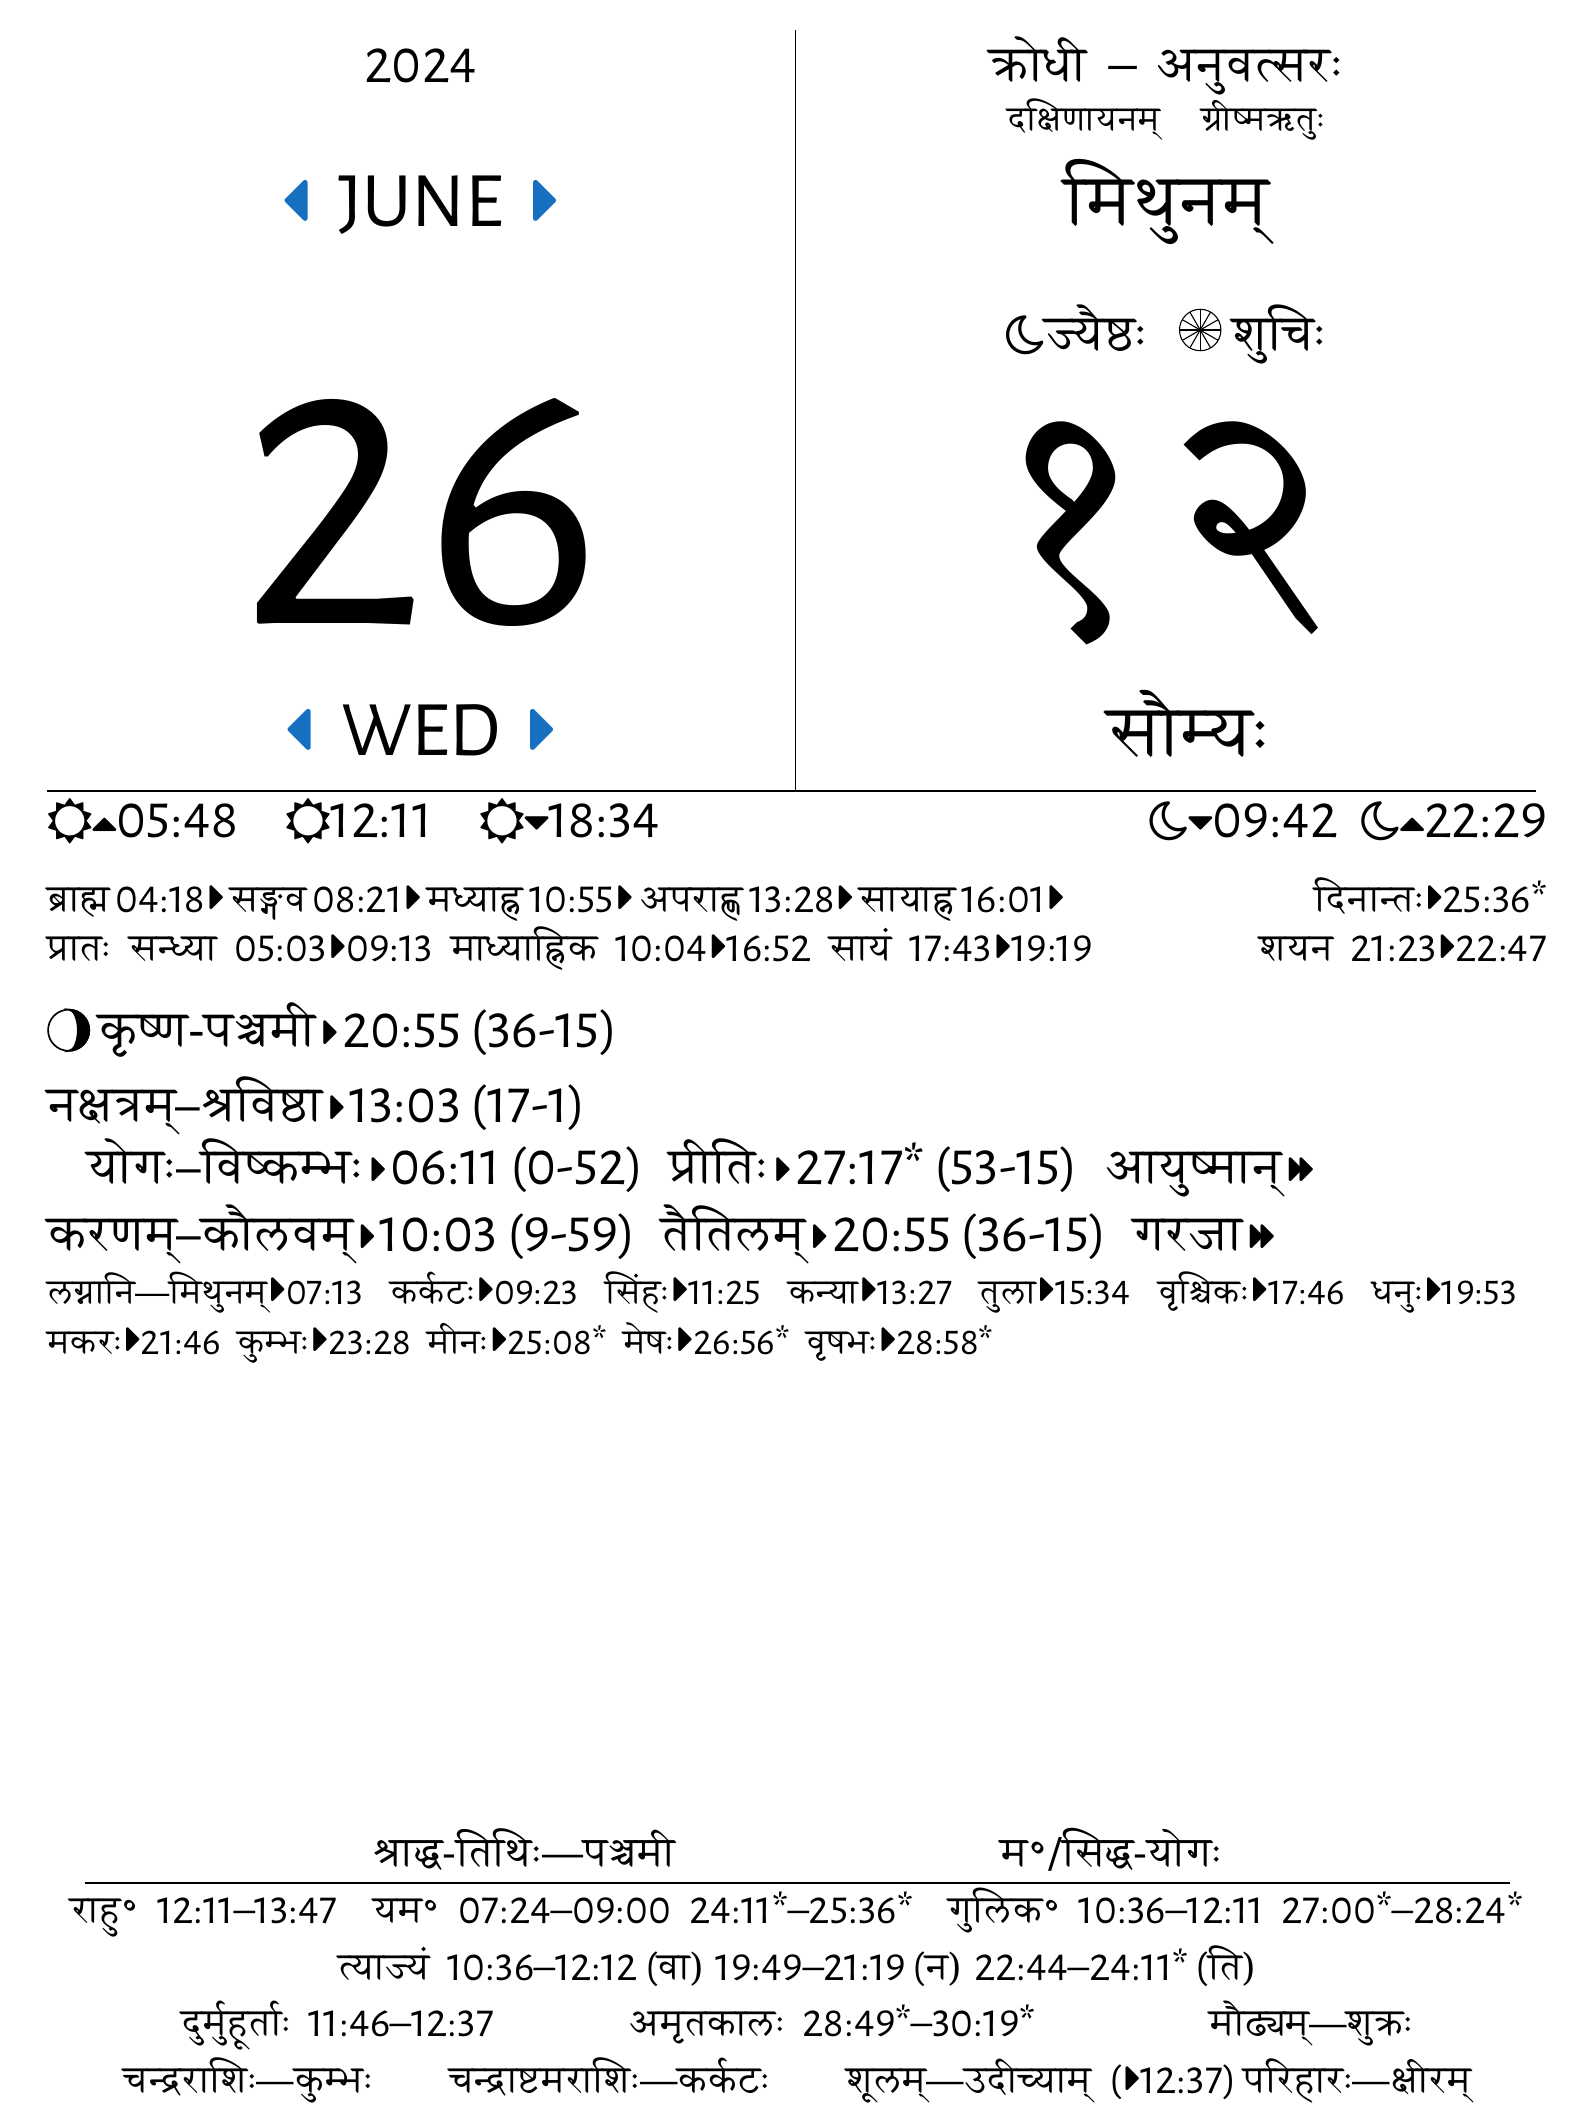 2024
JUNE
26
WED
क्रोधी – अनुवत्सरः
दक्षिणायनम् ग्रीष्मऋतुः
मिथुनम्
ज्यैष्ठः शुचिः
१२
सौम्यः
05:48 12:11 18:34 09:42 22:29
ब्राह्म 04:18 सङ्गव 08:21 मध्याह्न 10:55 अपराह्ण 13:28 सायाह्न 16:01 दिनान्तः 25:36*
प्रातः सन्ध्या 05:03 09:13 माध्याह्निक 10:04 16:52 सायं 17:43 19:19 शयन 21:23 22:47
कृष्ण-पञ्चमी 20:55 (36-15)
नक्षत्रम्–श्रविष्ठा 13:03 (17-1)
योगः–विष्कम्भः 06:11 (0-52) प्रीतिः 27:17* (53-15) आयुष्मान्
करणम्–कौलवम् 10:03 (9-59) तैतिलम् 20:55 (36-15) गरजा
लग्नानि—मिथुनम् 07:13 कर्कटः 09:23 सिंहः 11:25 कन्या 13:27 तुला 15:34 वृश्चिकः 17:46 धनुः 19:53
मकरः 21:46 कुम्भः 23:28 मीनः 25:08* मेषः 26:56* वृषभः 28:58*
श्राद्ध-तिथिः—पञ्चमी म॰/सिद्ध-योगः
राहु॰ 12:11–13:47 यम॰ 07:24–09:00 24:11*–25:36* गुलिक॰ 10:36–12:11 27:00*–28:24*
त्याज्यं 10:36–12:12 (वा) 19:49–21:19 (न) 22:44–24:11* (ति)
दुर्मुहूर्ताः 11:46–12:37 अमृतकालः 28:49*–30:19* मौढ्यम्—शुक्रः
चन्द्रराशिः—कुम्भः चन्द्राष्टमराशिः—कर्कटः शूलम्—उदीच्याम् (12:37) परिहारः—क्षीरम्